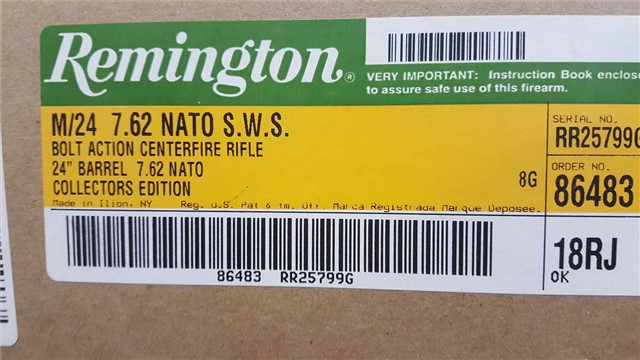 Remington®
VERY IMPORTANT: Instruction Book
to assure safe use of this firearm.
M/24 7.62 NATO S.W.S.
BOLT ACTION CENTERFIRE RIFLE
24" BARREL 7.62 NATO
COLLECTORS EDITION
8G
Made in Ilion, NY Reg. U.S. Pat & tm. Off. Marca Registrada Marque Deposee.
SERIAL NO.
RR25799G
ORDER NO.
86483
86483 RR25799G
18RJ
OK